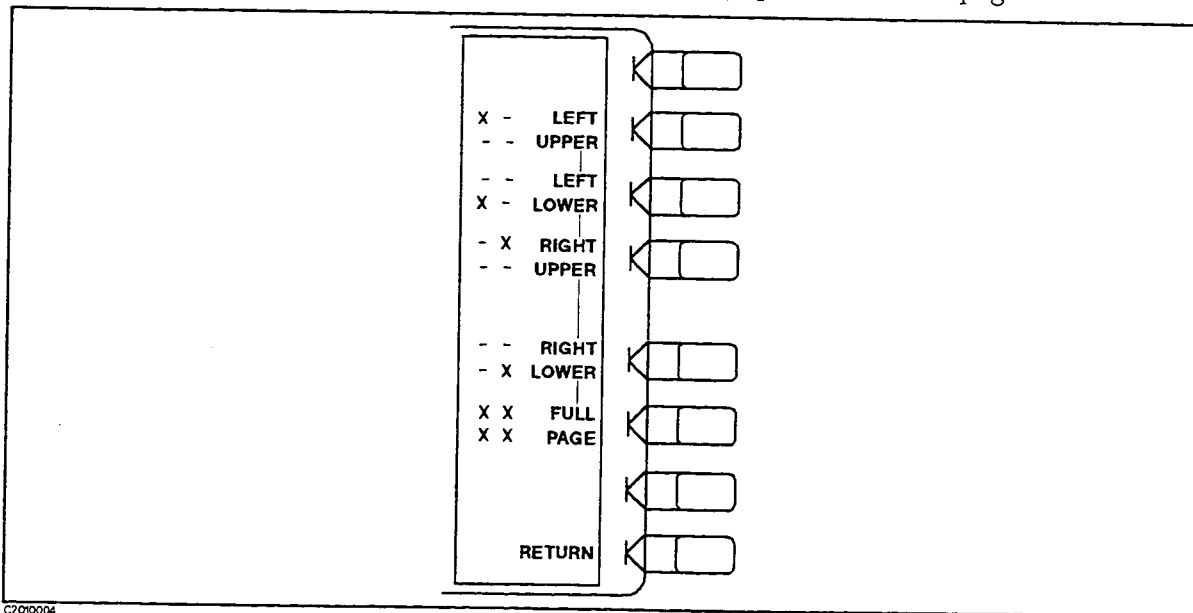 X - LEFT
- - UPPER
- - LEFT
X - LOWER
- X RIGHT
- - UPPER
- - RIGHT
- X LOWER
X X FULL
X X PAGE
RETURN
C2010004